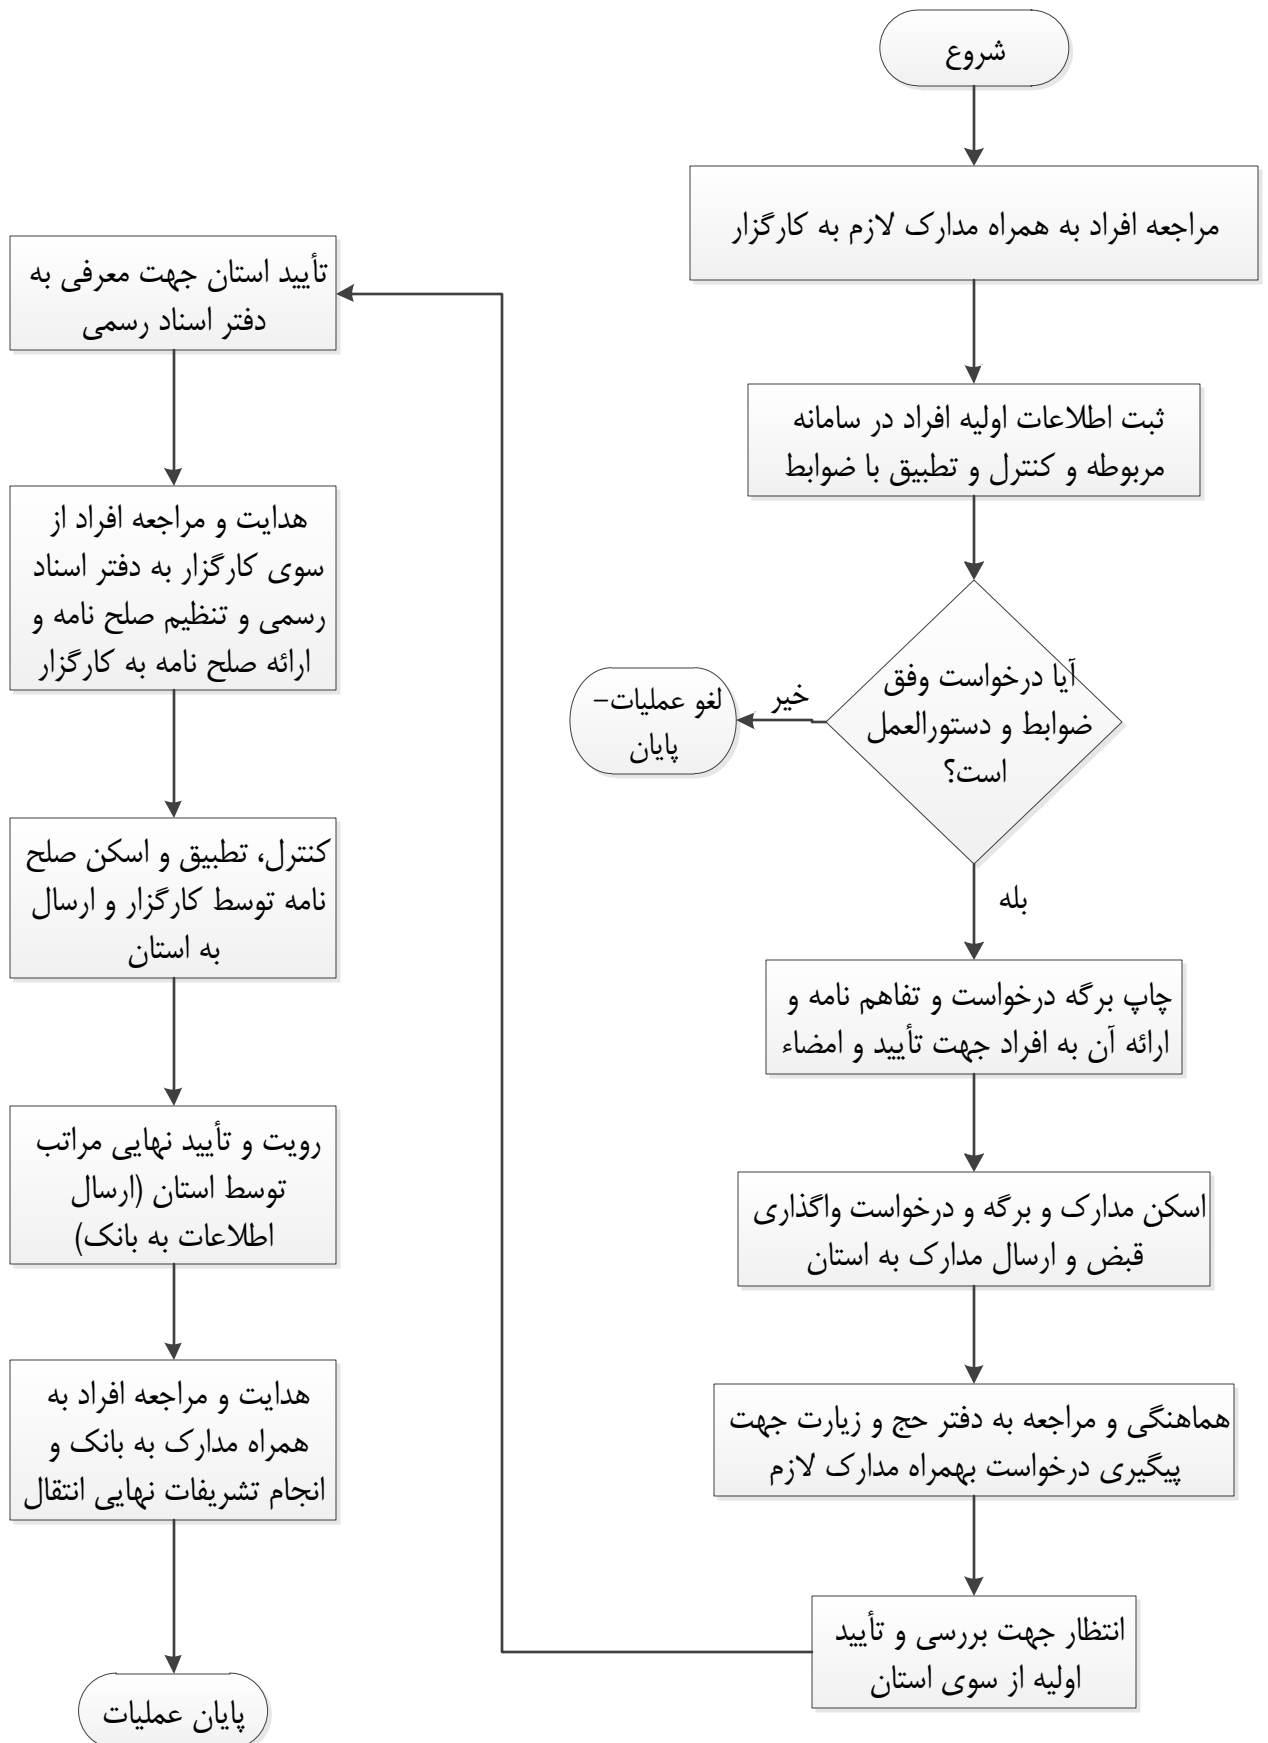 شروع
مراجعه افراد به همراه مدارک لازم به کارگزار
ثبت اطلاعات اولیه افراد در سامانه
مربوطه و کنترل و تطبیق با ضوابط
آیا درخواست وفق
ضوابط و دستورالعمل
است؟
خیر
لغو عملیات-
پایان
بله
چاپ برگه درخواست و تفاهم نامه و
ارائه آن به افراد جهت تأیید و امضاء
اسکن مدارک و برگه و درخواست واگذاری
قبض و ارسال مدارک به استان
هماهنگی و مراجعه به دفتر حج و زیارت جهت
پیگیری درخواست بهمراه مدارک لازم
انتظار جهت بررسی و تأیید
اولیه از سوی استان
تأیید استان جهت معرفی به
دفتر اسناد رسمی
هدایت و مراجعه افراد از
سوی کارگزار به دفتر اسناد
رسمی و تنظیم صلح نامه و
ارائه صلح نامه به کارگزار
کنترل، تطبیق و اسکن صلح
نامه توسط کارگزار و ارسال
به استان
رویت و تأیید نهایی مراتب
توسط استان (ارسال
اطلاعات به بانک)
هدایت و مراجعه افراد به
همراه مدارک به بانک و
انجام تشریفات نهایی انتقال
پایان عملیات